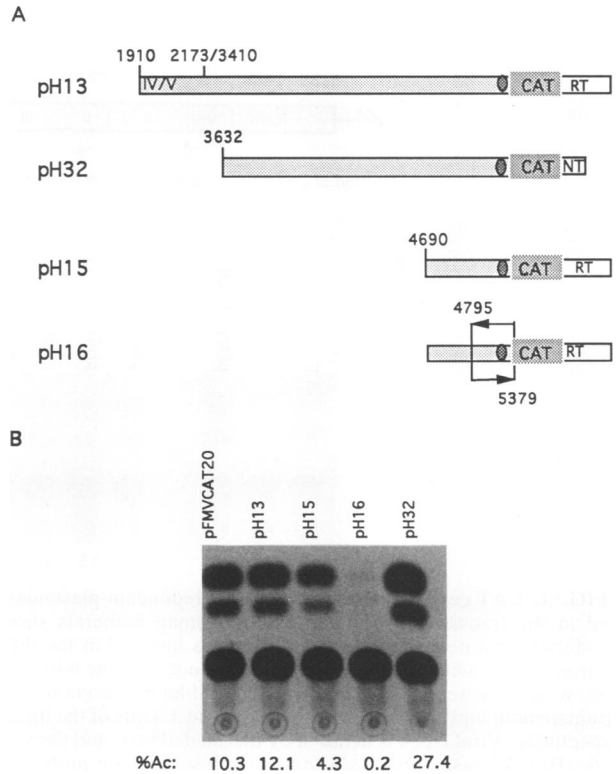 A
1910 2173/3410
pH13 IV/V CAT RT
3632
pH32 CAT NT
4690
pH15 CAT RT
4795
pH16 CAT RT
5379
B
pFMVCAT20 pH13 pH15 pH16 pH32
%Ac: 10.3 12.1 4.3 0.2 27.4